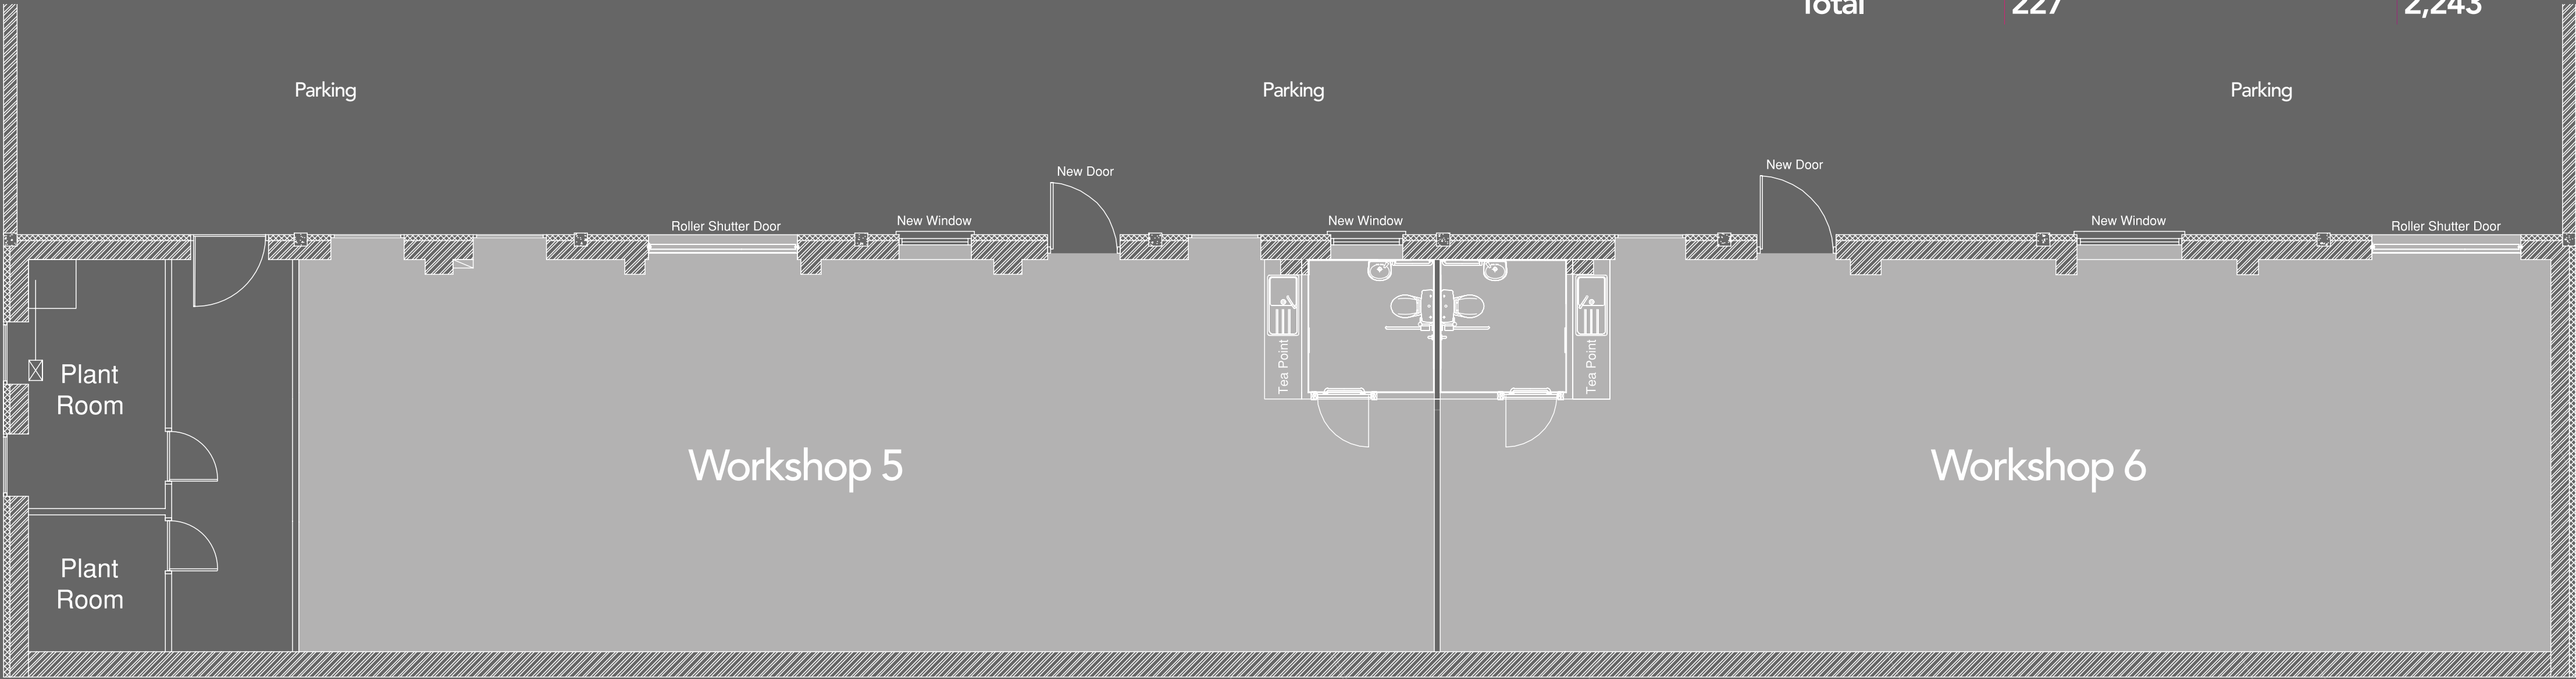 Total 227 2,243
Parking Parking Parking
New Door
New Door
Roller Shutter Door
New Window
New Window
New Window
Roller Shutter Door
Tea Point
Tea Point
Plant
Room
Workshop 5
Workshop 6
Plant
Room